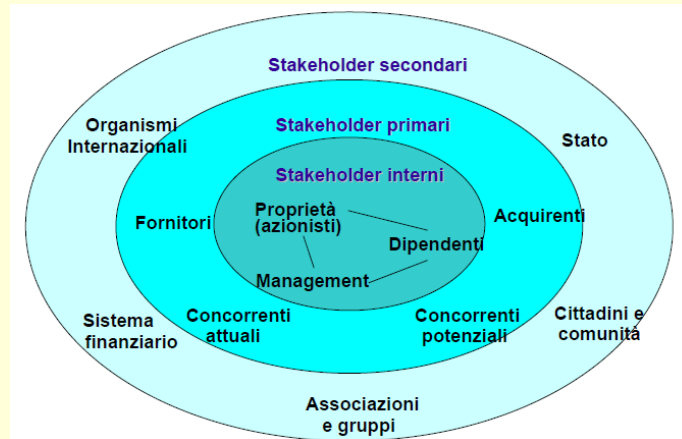 Stakeholder secondari
Organismi
Internazionali
Stakeholder primari
Stato
Stakeholder interni
Proprietà
(azionisti)
Fornitori
Acquirenti
Dipendenti
Management
Sistema
finanziario
Concorrenti
attuali
Concorrenti
potenziali
Cittadini e
comunità
Associazioni
e gruppi